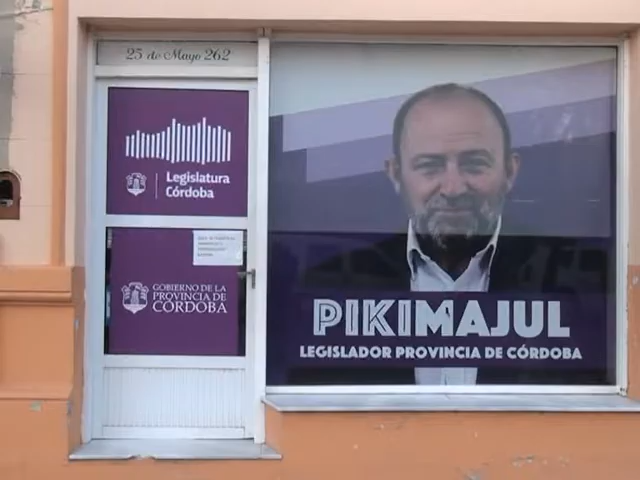 25 de Mayo 262
Legislatura
Córdoba
GOBIERNO DE LA
PROVINCIA DE
CÓRDOBA
PIKIMAJUL
LEGISLADOR PROVINCIA DE CÓRDOBA